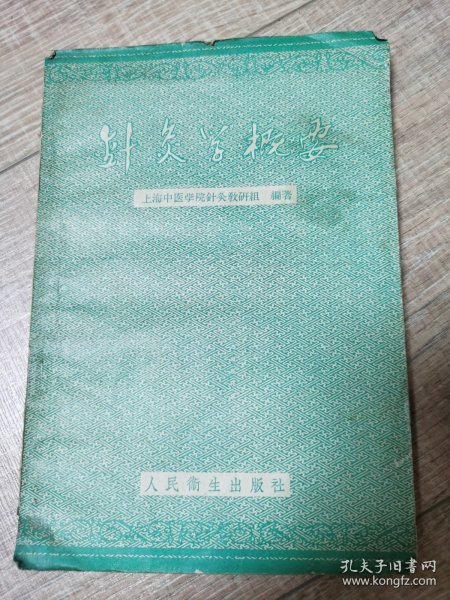 針灸学概要
上海中医学院針灸教硏組 編著
人民衛生出版社
孔夫子旧书网
www.kongfz.com